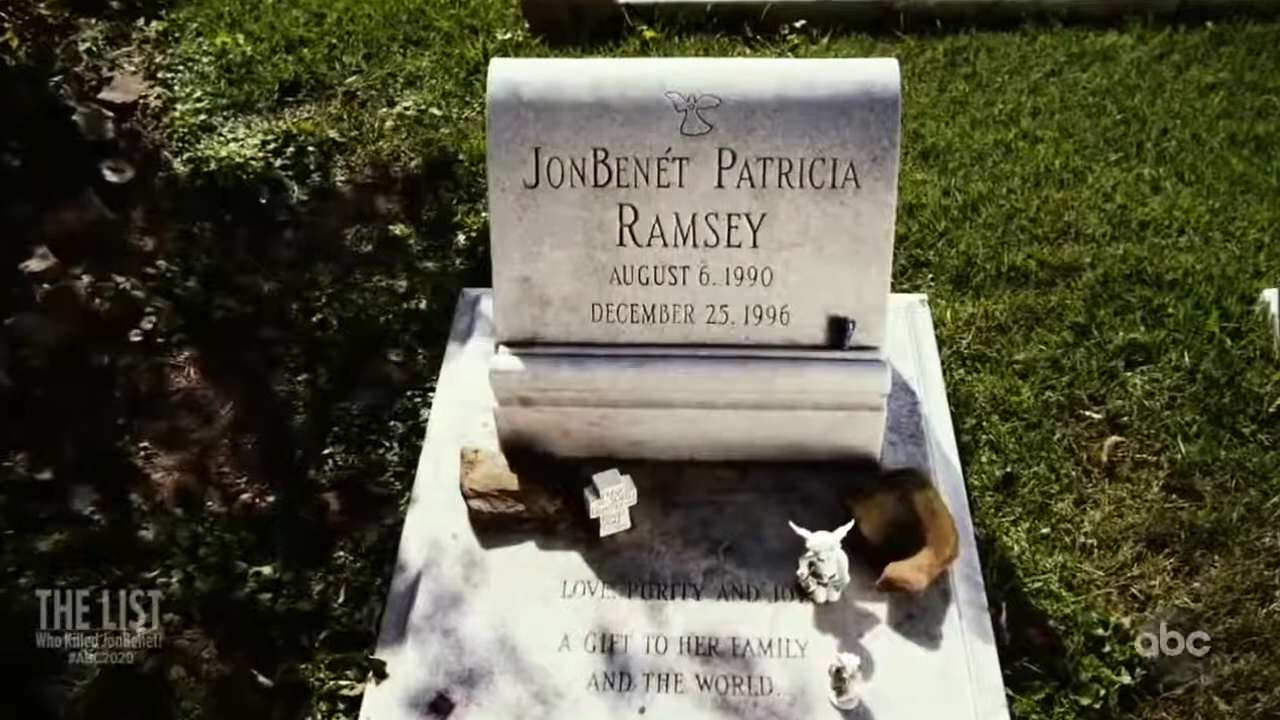 JonBenét Patricia
Ramsey
August 6, 1990
December 25, 1996
Love, Purity and Joy
A gift to her family
and the world.
THE LIST
Who Killed JonBenét?
#ABC2020
abc